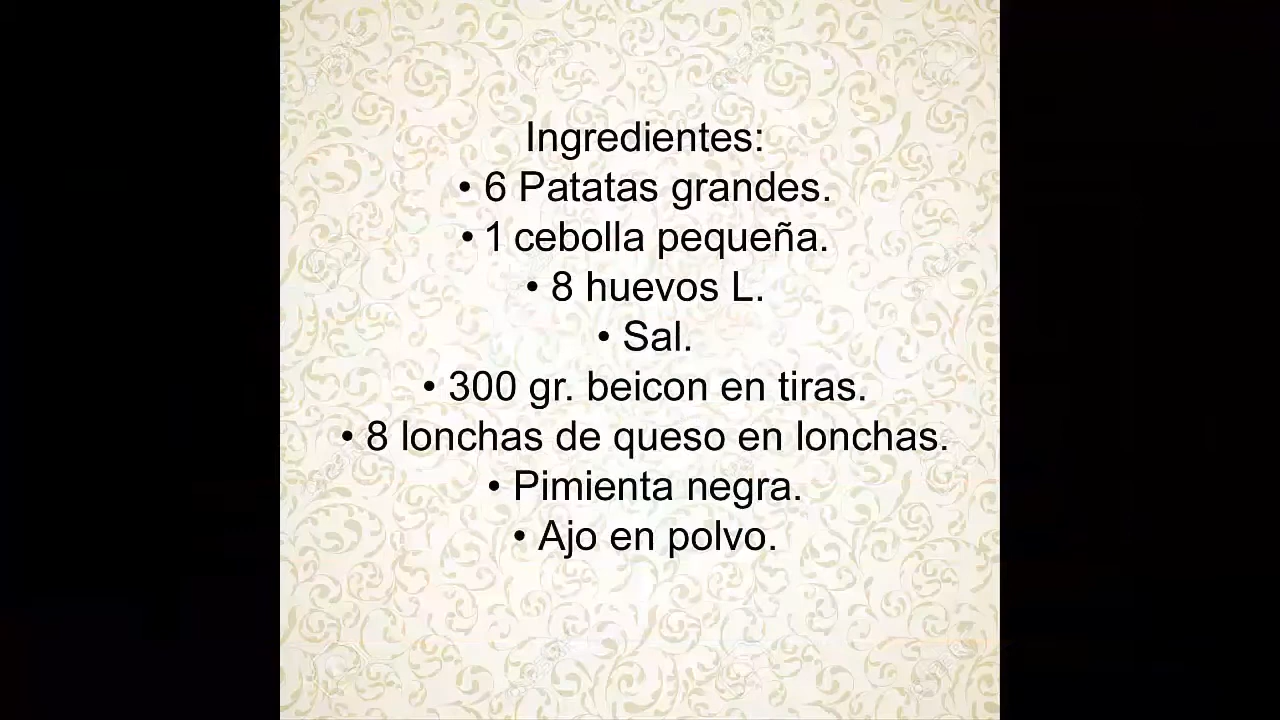 Ingredientes:
• 6 Patatas grandes.
• 1 cebolla pequeña.
• 8 huevos L.
• Sal.
• 300 gr. beicon en tiras.
• 8 lonchas de queso en lonchas.
• Pimienta negra.
• Ajo en polvo.